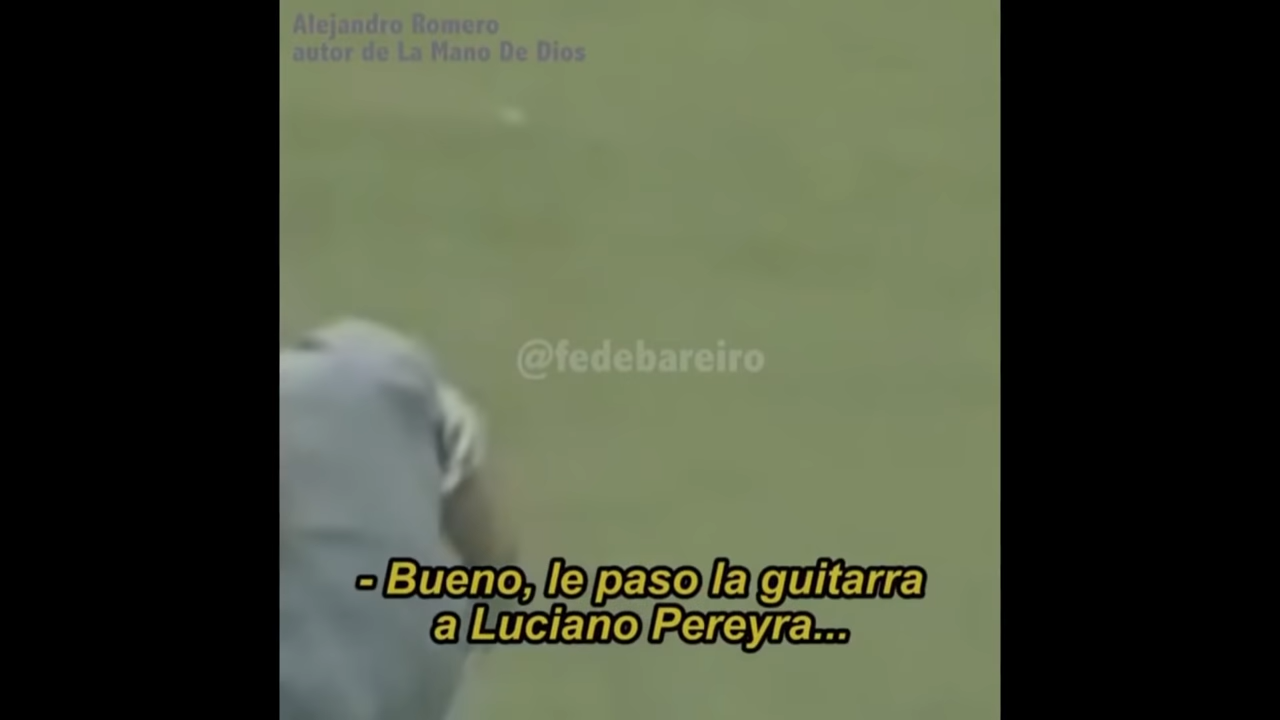 Alejandro Romero
autor de La Mano De Dios
@fedebareiro
- Bueno, le paso la guitarra
a Luciano Pereyra...